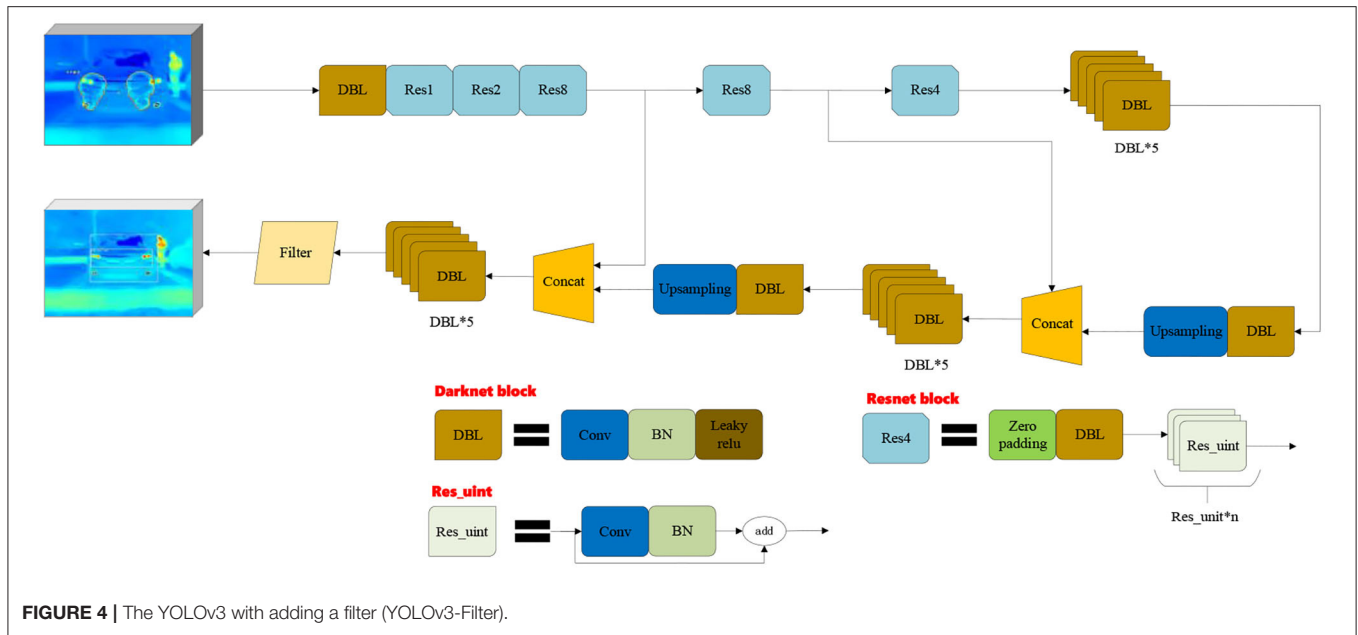 DBL
Res1
Res2
Res8
Res8
Res4
DBL
DBL*5
Filter
DBL
DBL*5
Concat
Upsampling
DBL
DBL
DBL*5
Concat
Upsampling
DBL
Darknet block
DBL
Conv
BN
Leaky
relu
Resnet block
Res4
Zero
padding
DBL
Res_uint
Res_unit*n
Res_uint
Res_uint
Conv
BN
add
FIGURE 4 | The YOLOv3 with adding a filter (YOLOv3-Filter).